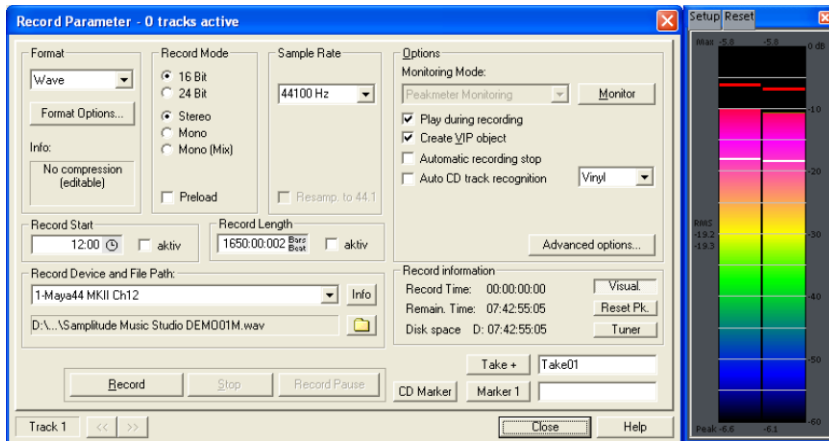 Record Parameter - 0 tracks active
Format
Wave
Format Options...
Info:
No compression
(editable)
Record Mode
16 Bit
24 Bit
Stereo
Mono
Mono (Mix)
Preload
Sample Rate
44100 Hz
Resamp. to 44.1
Options
Monitoring Mode:
Peakmeter Monitoring
Monitor
Play during recording
Create VIP object
Automatic recording stop
Auto CD track recognition
Vinyl
Advanced options...
Record Start
12:00
aktiv
Record Length
1650:00:002 Bars Beat
aktiv
Record Device and File Path:
1-Maya44 MKII Ch12
Info
D:\...\Samplitude Music Studio DEMO01M.wav
Record information
Record Time: 00:00:00:00
Visual.
Remain. Time: 07:42:55:05
Reset Pk.
Disk space D: 07:42:55:05
Tuner
Record
Stop
Record Pause
Take +
Take01
CD Marker
Marker 1
Track 1
<<
>>
Close
Help
Setup
Reset
Max -5.0 -5.0
0 dB
-10
-20
RMS
-19.2
-19.3
-30
-40
-50
-60
Peak -6.6 -6.1